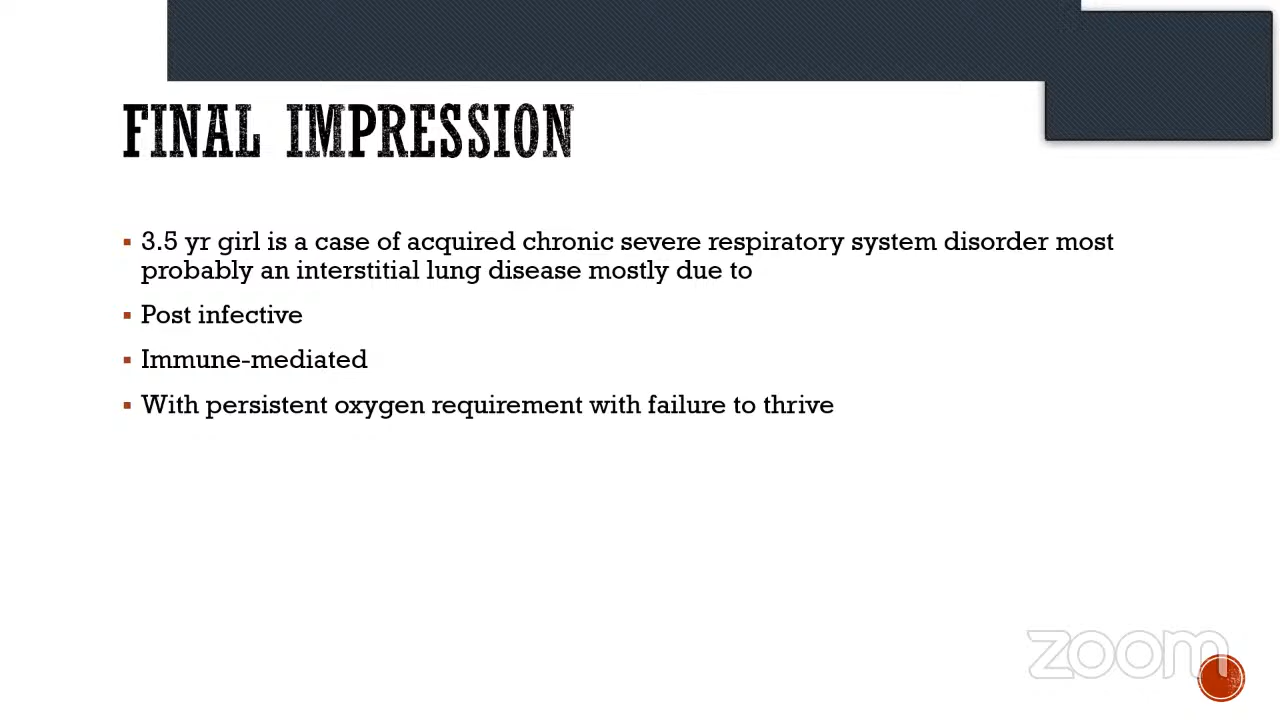 FINAL IMPRESSION
▪ 3.5 yr girl is a case of acquired chronic severe respiratory system disorder most
probably an interstitial lung disease mostly due to
▪ Post infective
▪ Immune-mediated
▪ With persistent oxygen requirement with failure to thrive
zoom